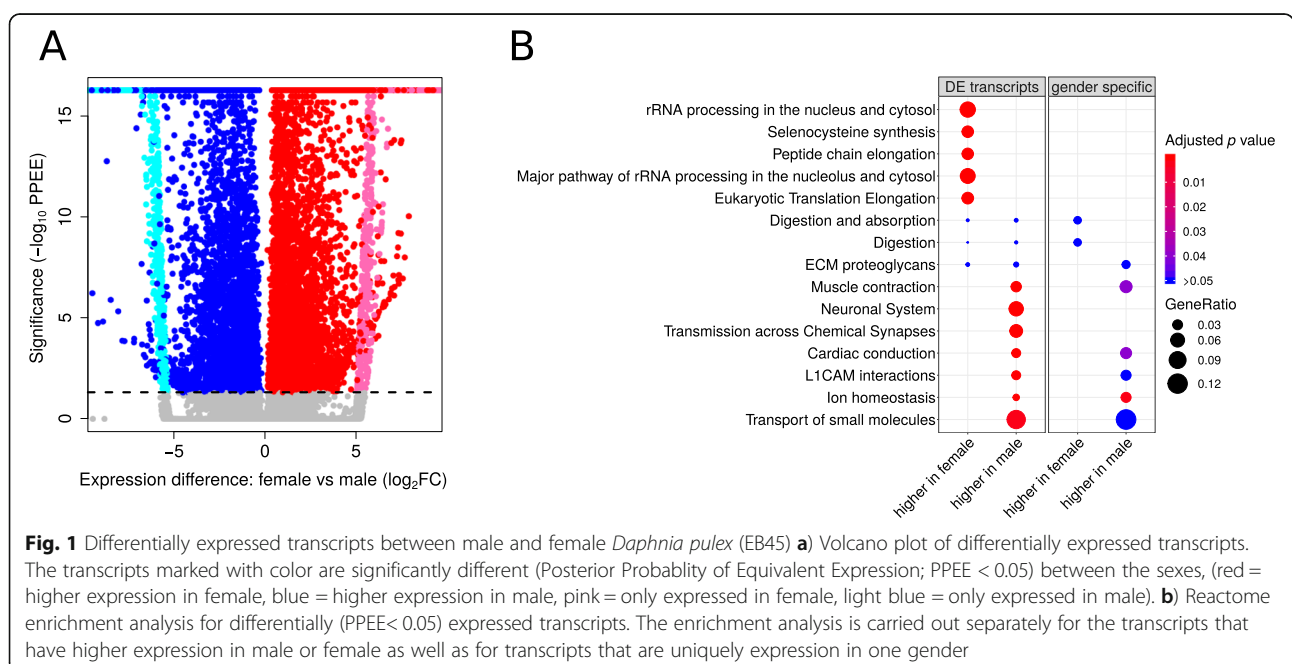 A
B
15
10
5
0
Significance (−log10 PPEE)
−5
0
5
Expression difference: female vs male (log2FC)
DE transcripts
gender specific
rRNA processing in the nucleus and cytosol
Selenocysteine synthesis
Peptide chain elongation
Major pathway of rRNA processing in the nucleolus and cytosol
Eukaryotic Translation Elongation
Digestion and absorption
Digestion
ECM proteoglycans
Muscle contraction
Neuronal System
Transmission across Chemical Synapses
Cardiac conduction
L1CAM interactions
Ion homeostasis
Transport of small molecules
higher in female
higher in male
higher in female
higher in male
Adjusted p value
0.01
0.02
0.03
0.04
>0.05
GeneRatio
0.03
0.06
0.09
0.12
Fig. 1 Differentially expressed transcripts between male and female Daphnia pulex (EB45) a) Volcano plot of differentially expressed transcripts.
The transcripts marked with color are significantly different (Posterior Probablity of Equivalent Expression; PPEE < 0.05) between the sexes, (red =
higher expression in female, blue = higher expression in male, pink = only expressed in female, light blue = only expressed in male). b) Reactome
enrichment analysis for differentially (PPEE< 0.05) expressed transcripts. The enrichment analysis is carried out separately for the transcripts that
have higher expression in male or female as well as for transcripts that are uniquely expression in one gender